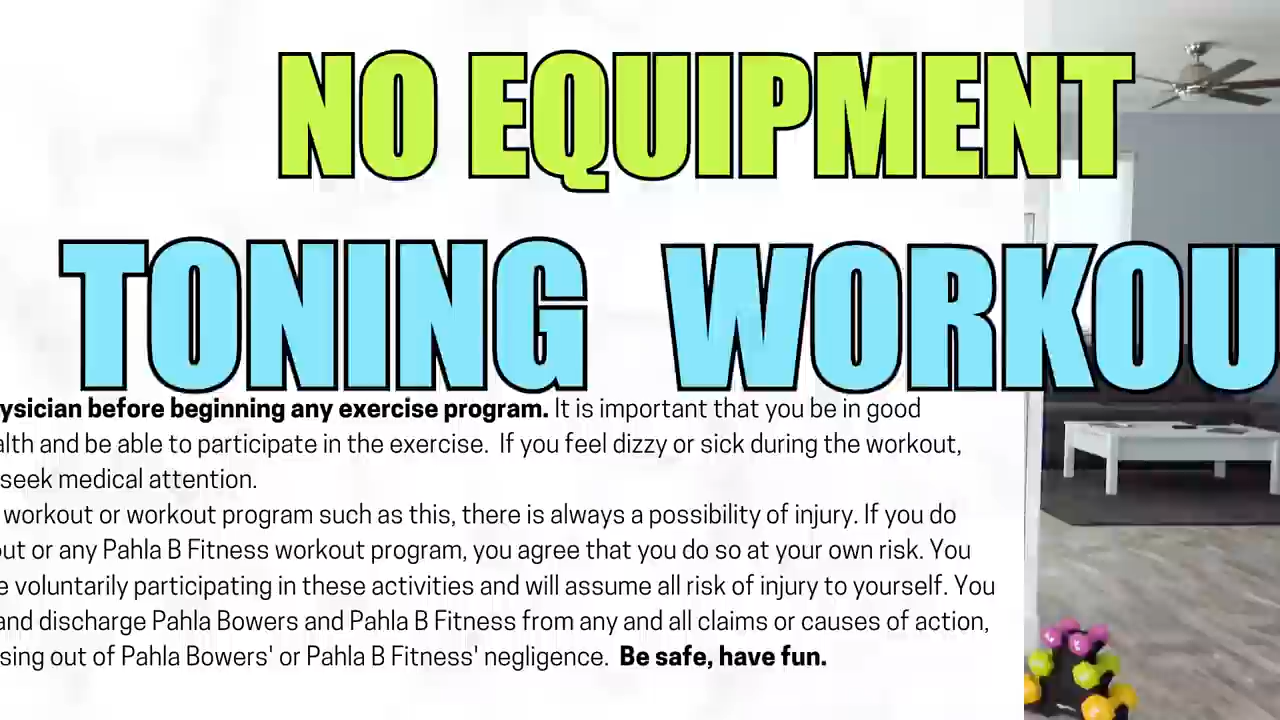 NO EQUIPMENT
TONING WORKOU
ysician before beginning any exercise program. It is important that you be in good
alth and be able to participate in the exercise. If you feel dizzy or sick during the workout,
seek medical attention.
workout or workout program such as this, there is always a possibility of injury. If you do
out or any Pahla B Fitness workout program, you agree that you do so at your own risk. You
e voluntarily participating in these activities and will assume all risk of injury to yourself. You
and discharge Pahla Bowers and Pahla B Fitness from any and all claims or causes of action,
sing out of Pahla Bowers' or Pahla B Fitness' negligence. Be safe, have fun.